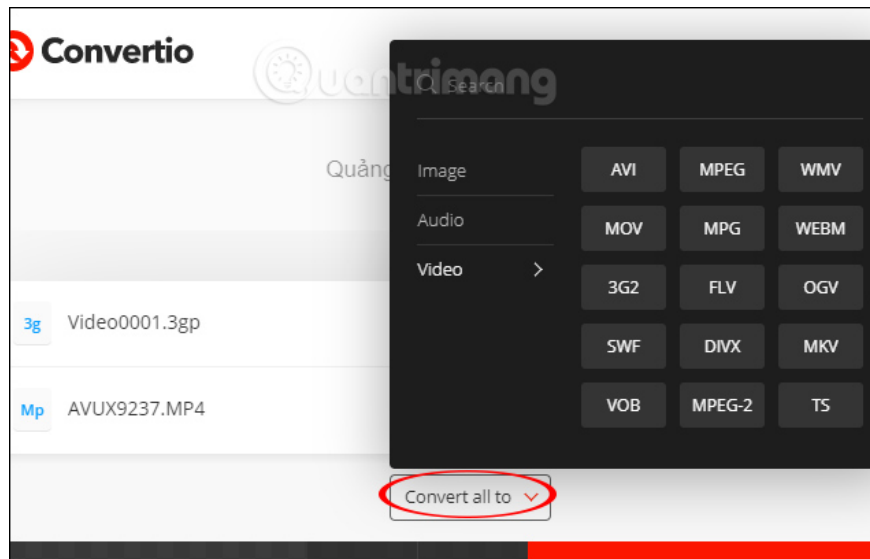 Convertio
Quantrimang
Search
Quảng
Image
Audio
Video
AVI MPEG WMV
MOV MPG WEBM
3G2 FLV OGV
SWF DIVX MKV
VOB MPEG-2 TS
3g Video0001.3gp
Mp AVUX9237.MP4
Convert all to